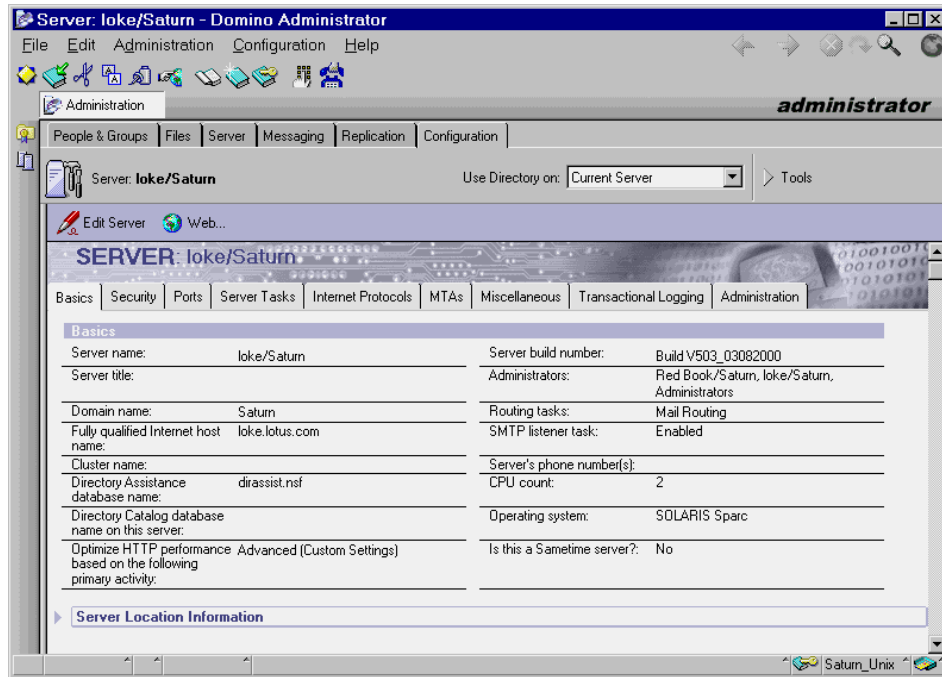 Server: Ioke/Saturn - Domino Administrator
File Edit Administration Configuration Help
Administration
administrator
People & Groups Files Server Messaging Replication Configuration
Server: Ioke/Saturn Use Directory on: Current Server Tools
Edit Server Web...
SERVER: Ioke/Saturn
Basics Security Ports Server Tasks Internet Protocols MTAs Miscellaneous Transactional Logging Administration
Basics
Server name: Ioke/Saturn Server build number: Build V503_03082000
Server title: Administrators: Red Book/Saturn, Ioke/Saturn,
Administrators
Domain name: Saturn Routing tasks: Mail Routing
Fully qualified Internet host Ioke.lotus.com SMTP listener task: Enabled
name:
Cluster name: Server's phone number(s):
Directory Assistance dirassist.nsf CPU count: 2
database name:
Directory Catalog database Operating system: SOLARIS Sparc
name on this server:
Optimize HTTP performance Advanced (Custom Settings) Is this a Sametime server?: No
based on the following
primary activity:
Server Location Information
Saturn_Unix